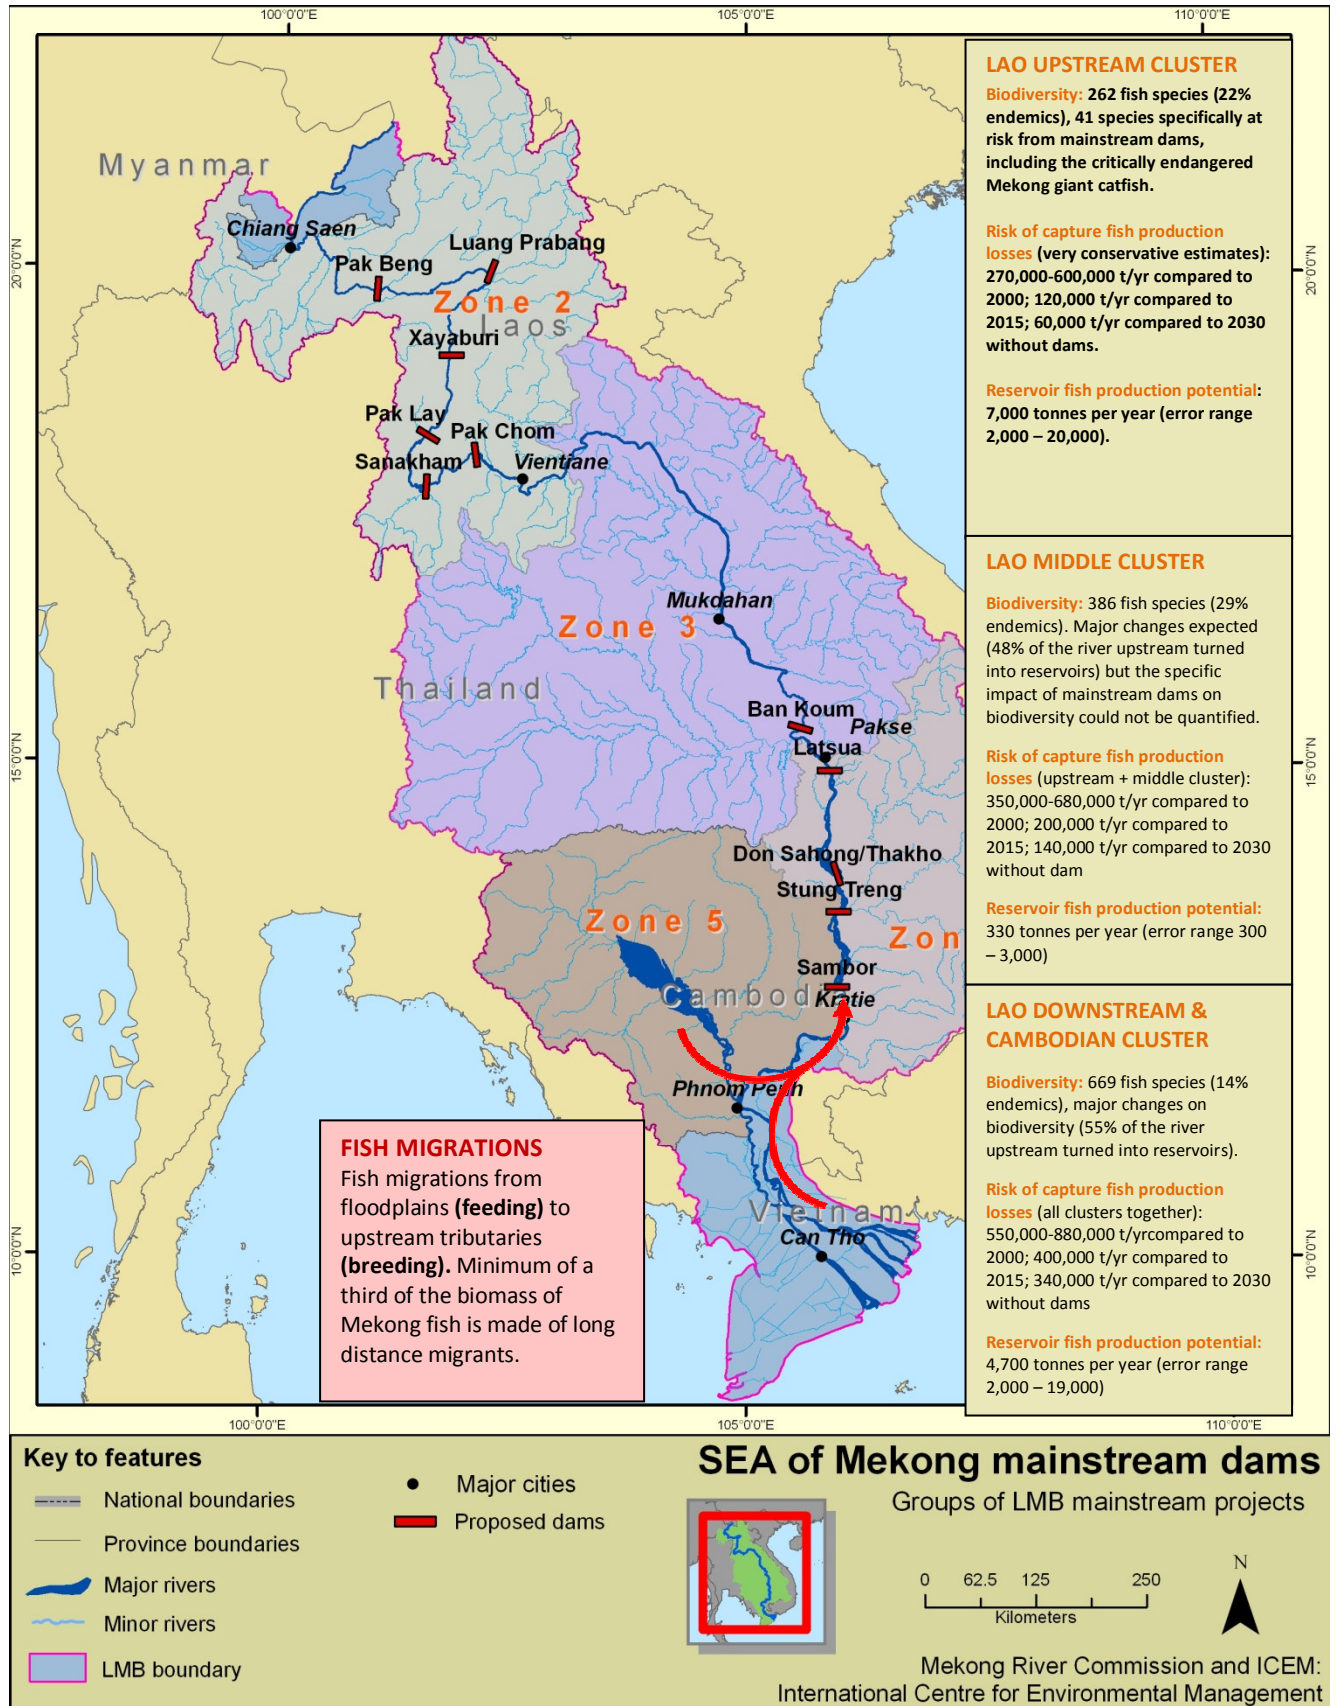 100°0'0"E
105°0'0"E
110°0'0"E
20°0'0"N
15°0'0"N
10°0'0"N
20°0'0"N
15°0'0"N
10°0'0"N
Myanmar
Chiang Saen
Luang Prabang
Pak Beng
Zone 2
Laos
Xayaburi
Pak Lay
Pak Chom
Sanakham
Vientiane
Mukdahan
Zone 3
Thailand
Ban Koum
Pakse
Latsua
Don Sahong/Thakho
Stung Treng
Zone 5
Zon
Sambor
Cambodia
Kratie
Phnom Penh
Vietnam
Can Tho
LAO UPSTREAM CLUSTER
Biodiversity: 262 fish species (22%
endemics), 41 species specifically at
risk from mainstream dams,
including the critically endangered
Mekong giant catfish.
Risk of capture fish production
losses (very conservative estimates):
270,000-600,000 t/yr compared to
2000; 120,000 t/yr compared to
2015; 60,000 t/yr compared to 2030
without dams.
Reservoir fish production potential:
7,000 tonnes per year (error range
2,000 – 20,000).
LAO MIDDLE CLUSTER
Biodiversity: 386 fish species (29%
endemics). Major changes expected
(48% of the river upstream turned
into reservoirs) but the specific
impact of mainstream dams on
biodiversity could not be quantified.
Risk of capture fish production
losses (upstream + middle cluster):
350,000-680,000 t/yr compared to
2000; 200,000 t/yr compared to
2015; 140,000 t/yr compared to 2030
without dam
Reservoir fish production potential:
330 tonnes per year (error range 300
– 3,000)
LAO DOWNSTREAM &
CAMBODIAN CLUSTER
Biodiversity: 669 fish species (14%
endemics), major changes on
biodiversity (55% of the river
upstream turned into reservoirs).
Risk of capture fish production
losses (all clusters together):
550,000-880,000 t/yrcompared to
2000; 400,000 t/yr compared to
2015; 340,000 t/yr compared to 2030
without dams
Reservoir fish production potential:
4,700 tonnes per year (error range
2,000 – 19,000)
FISH MIGRATIONS
Fish migrations from
floodplains (feeding) to
upstream tributaries
(breeding). Minimum of a
third of the biomass of
Mekong fish is made of long
distance migrants.
100°0'0"E
105°0'0"E
110°0'0"E
Key to features
National boundaries
Province boundaries
Major rivers
Minor rivers
LMB boundary
Major cities
Proposed dams
SEA of Mekong mainstream dams
Groups of LMB mainstream projects
0 62.5 125 250
Kilometers
N
Mekong River Commission and ICEM:
International Centre for Environmental Management